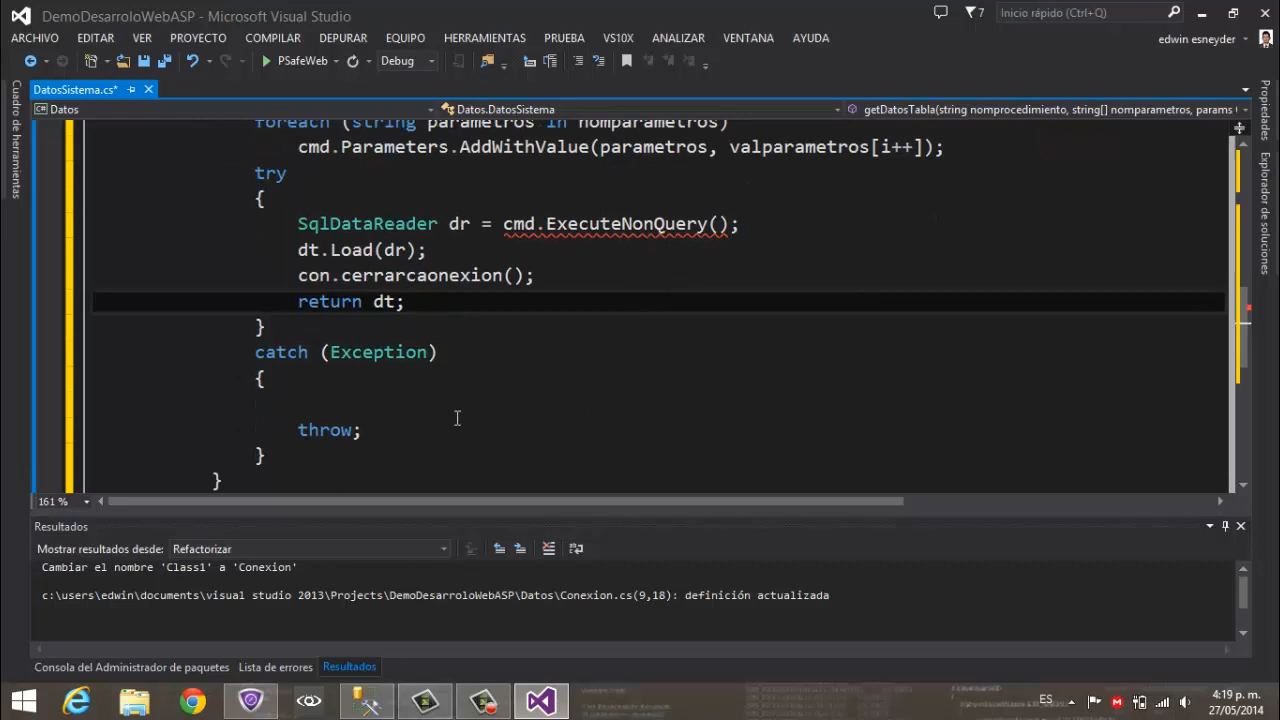 DemoDesarroloWebASP - Microsoft Visual Studio
7
Inicio rápido (Ctrl+Q)
ARCHIVO EDITAR VER PROYECTO COMPILAR DEPURAR EQUIPO HERRAMIENTAS PRUEBA VS10X ANALIZAR VENTANA AYUDA
edwin esneyder
PSafeWeb Debug
DatosSistema.cs*
Cuadro de herramientas
Propiedades
Explorador de soluciones
Datos Datos.DatosSistema getDatosTabla(string nomprocedimiento, string[] nomparametros, params
foreach (string parametros in nomparametros)
cmd.Parameters.AddWithValue(parametros, valparametros[i++]);
try
{
SqlDataReader dr = cmd.ExecuteNonQuery();
dt.Load(dr);
con.cerrarcaonexion();
return dt;
}
catch (Exception)
{
throw;
}
}
161 %
Resultados
Mostrar resultados desde: Refactorizar
Cambiar el nombre 'Class1' a 'Conexion'
c:\users\edwin\documents\visual studio 2013\Projects\DemoDesarroloWebASP\Datos\Conexion.cs(9,18): definición actualizada
Consola del Administrador de paquetes Lista de errores Resultados
ES
4:19 p.m.
27/05/2014